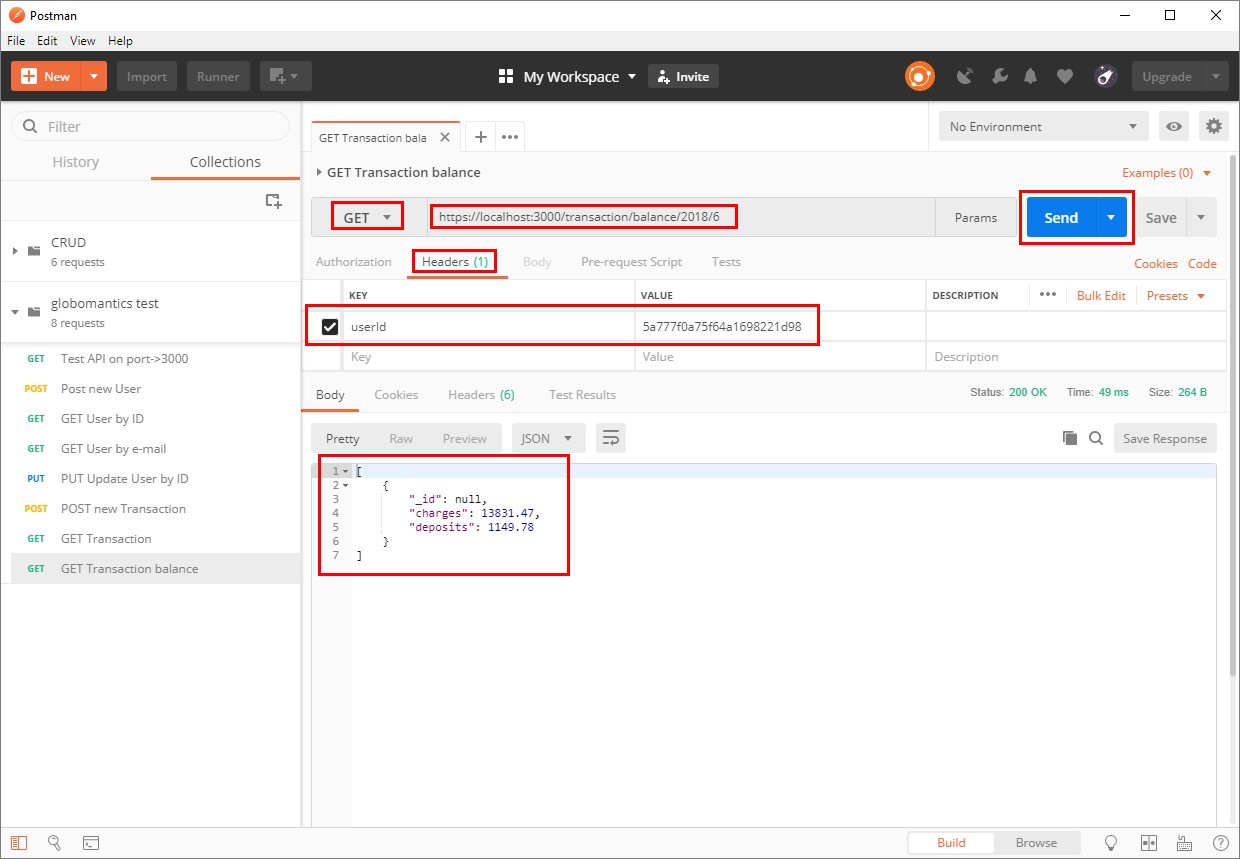 Postman
File Edit View Help
New Import Runner My Workspace Invite Upgrade
Filter
History Collections
CRUD
6 requests
globomantics test
8 requests
GET Test API on port->3000
POST Post new User
GET GET User by ID
GET GET User by e-mail
PUT PUT Update User by ID
POST POST new Transaction
GET GET Transaction
GET GET Transaction balance
GET Transaction bala
No Environment
GET Transaction balance
Examples (0)
GET https://localhost:3000/transaction/balance/2018/6 Params Send Save
Authorization Headers (1) Body Pre-request Script Tests
Cookies Code
KEY VALUE DESCRIPTION Bulk Edit Presets
userId 5a777f0a75f64a1698221d98
Key Value Description
Body Cookies Headers (6) Test Results Status: 200 OK Time: 49 ms Size: 264 B
Pretty Raw Preview JSON Save Response
1 [
2 {
3 "_id": null,
4 "charges": 13831.47,
5 "deposits": 1149.78
6 }
7 ]
Build Browse